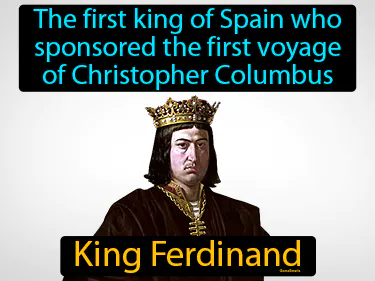 The first king of Spain who
sponsored the first voyage
of Christopher Columbus
King Ferdinand